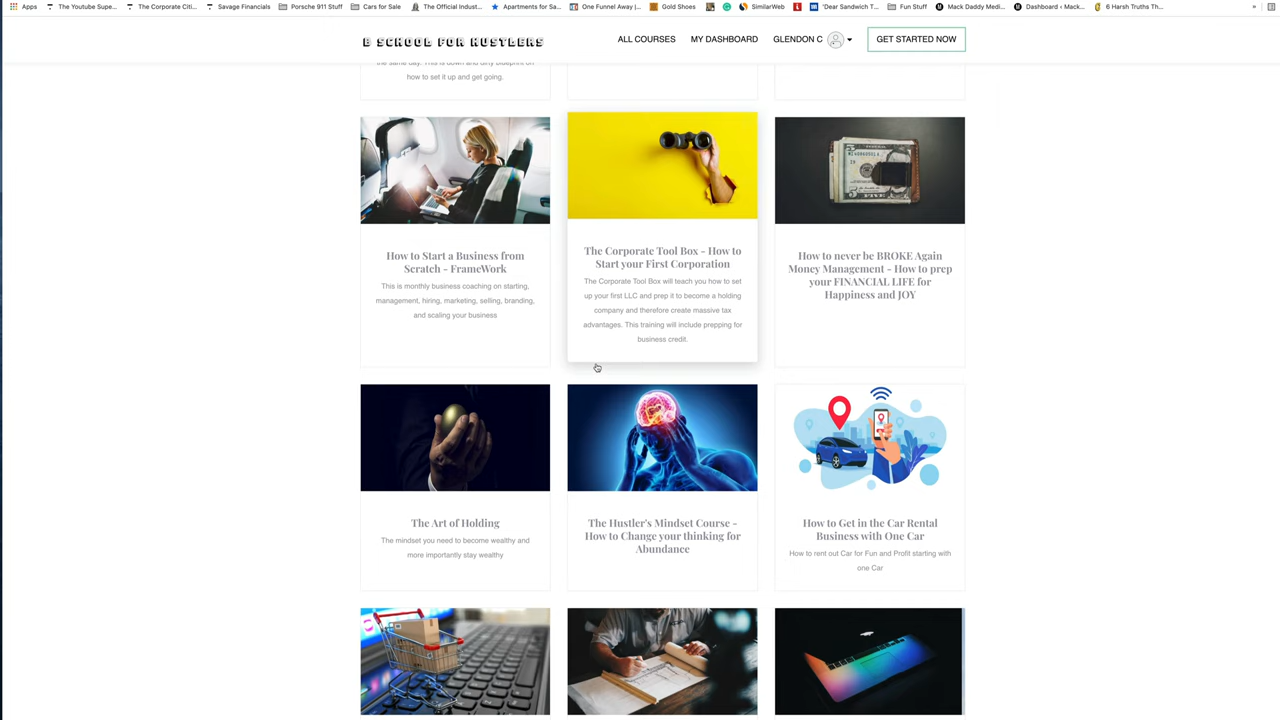 Apps
The Youtube Supe...
The Corporate Citi...
Savage Financials
Porsche 911 Stuff
Cars for Sale
The Official Indust...
Apartments for Sa...
One Funnel Away |...
Gold Shoes
SimilarWeb
'Dear Sandwich T...
Fun Stuff
Mack Daddy Medi...
Dashboard ‹ Mack...
6 Harsh Truths Th...
»
B SCHOOL FOR HUSTLERS
ALL COURSES
MY DASHBOARD
GLENDON C
GET STARTED NOW
the same day. This is down and dirty blueprint on
how to set it up and get going.
How to Start a Business from
Scratch - FrameWork
This is monthly business coaching on starting,
management, hiring, marketing, selling, branding,
and scaling your business
The Corporate Tool Box - How to
Start your First Corporation
The Corporate Tool Box will teach you how to set
up your first LLC and prep it to become a holding
company and therefore create massive tax
advantages. This training will include prepping for
business credit.
How to never be BROKE Again
Money Management - How to prep
your FINANCIAL LIFE for
Happiness and JOY
The Art of Holding
The mindset you need to become wealthy and
more importantly stay wealthy
The Hustler's Mindset Course -
How to Change your thinking for
Abundance
How to Get in the Car Rental
Business with One Car
How to rent out Car for Fun and Profit starting with
one Car